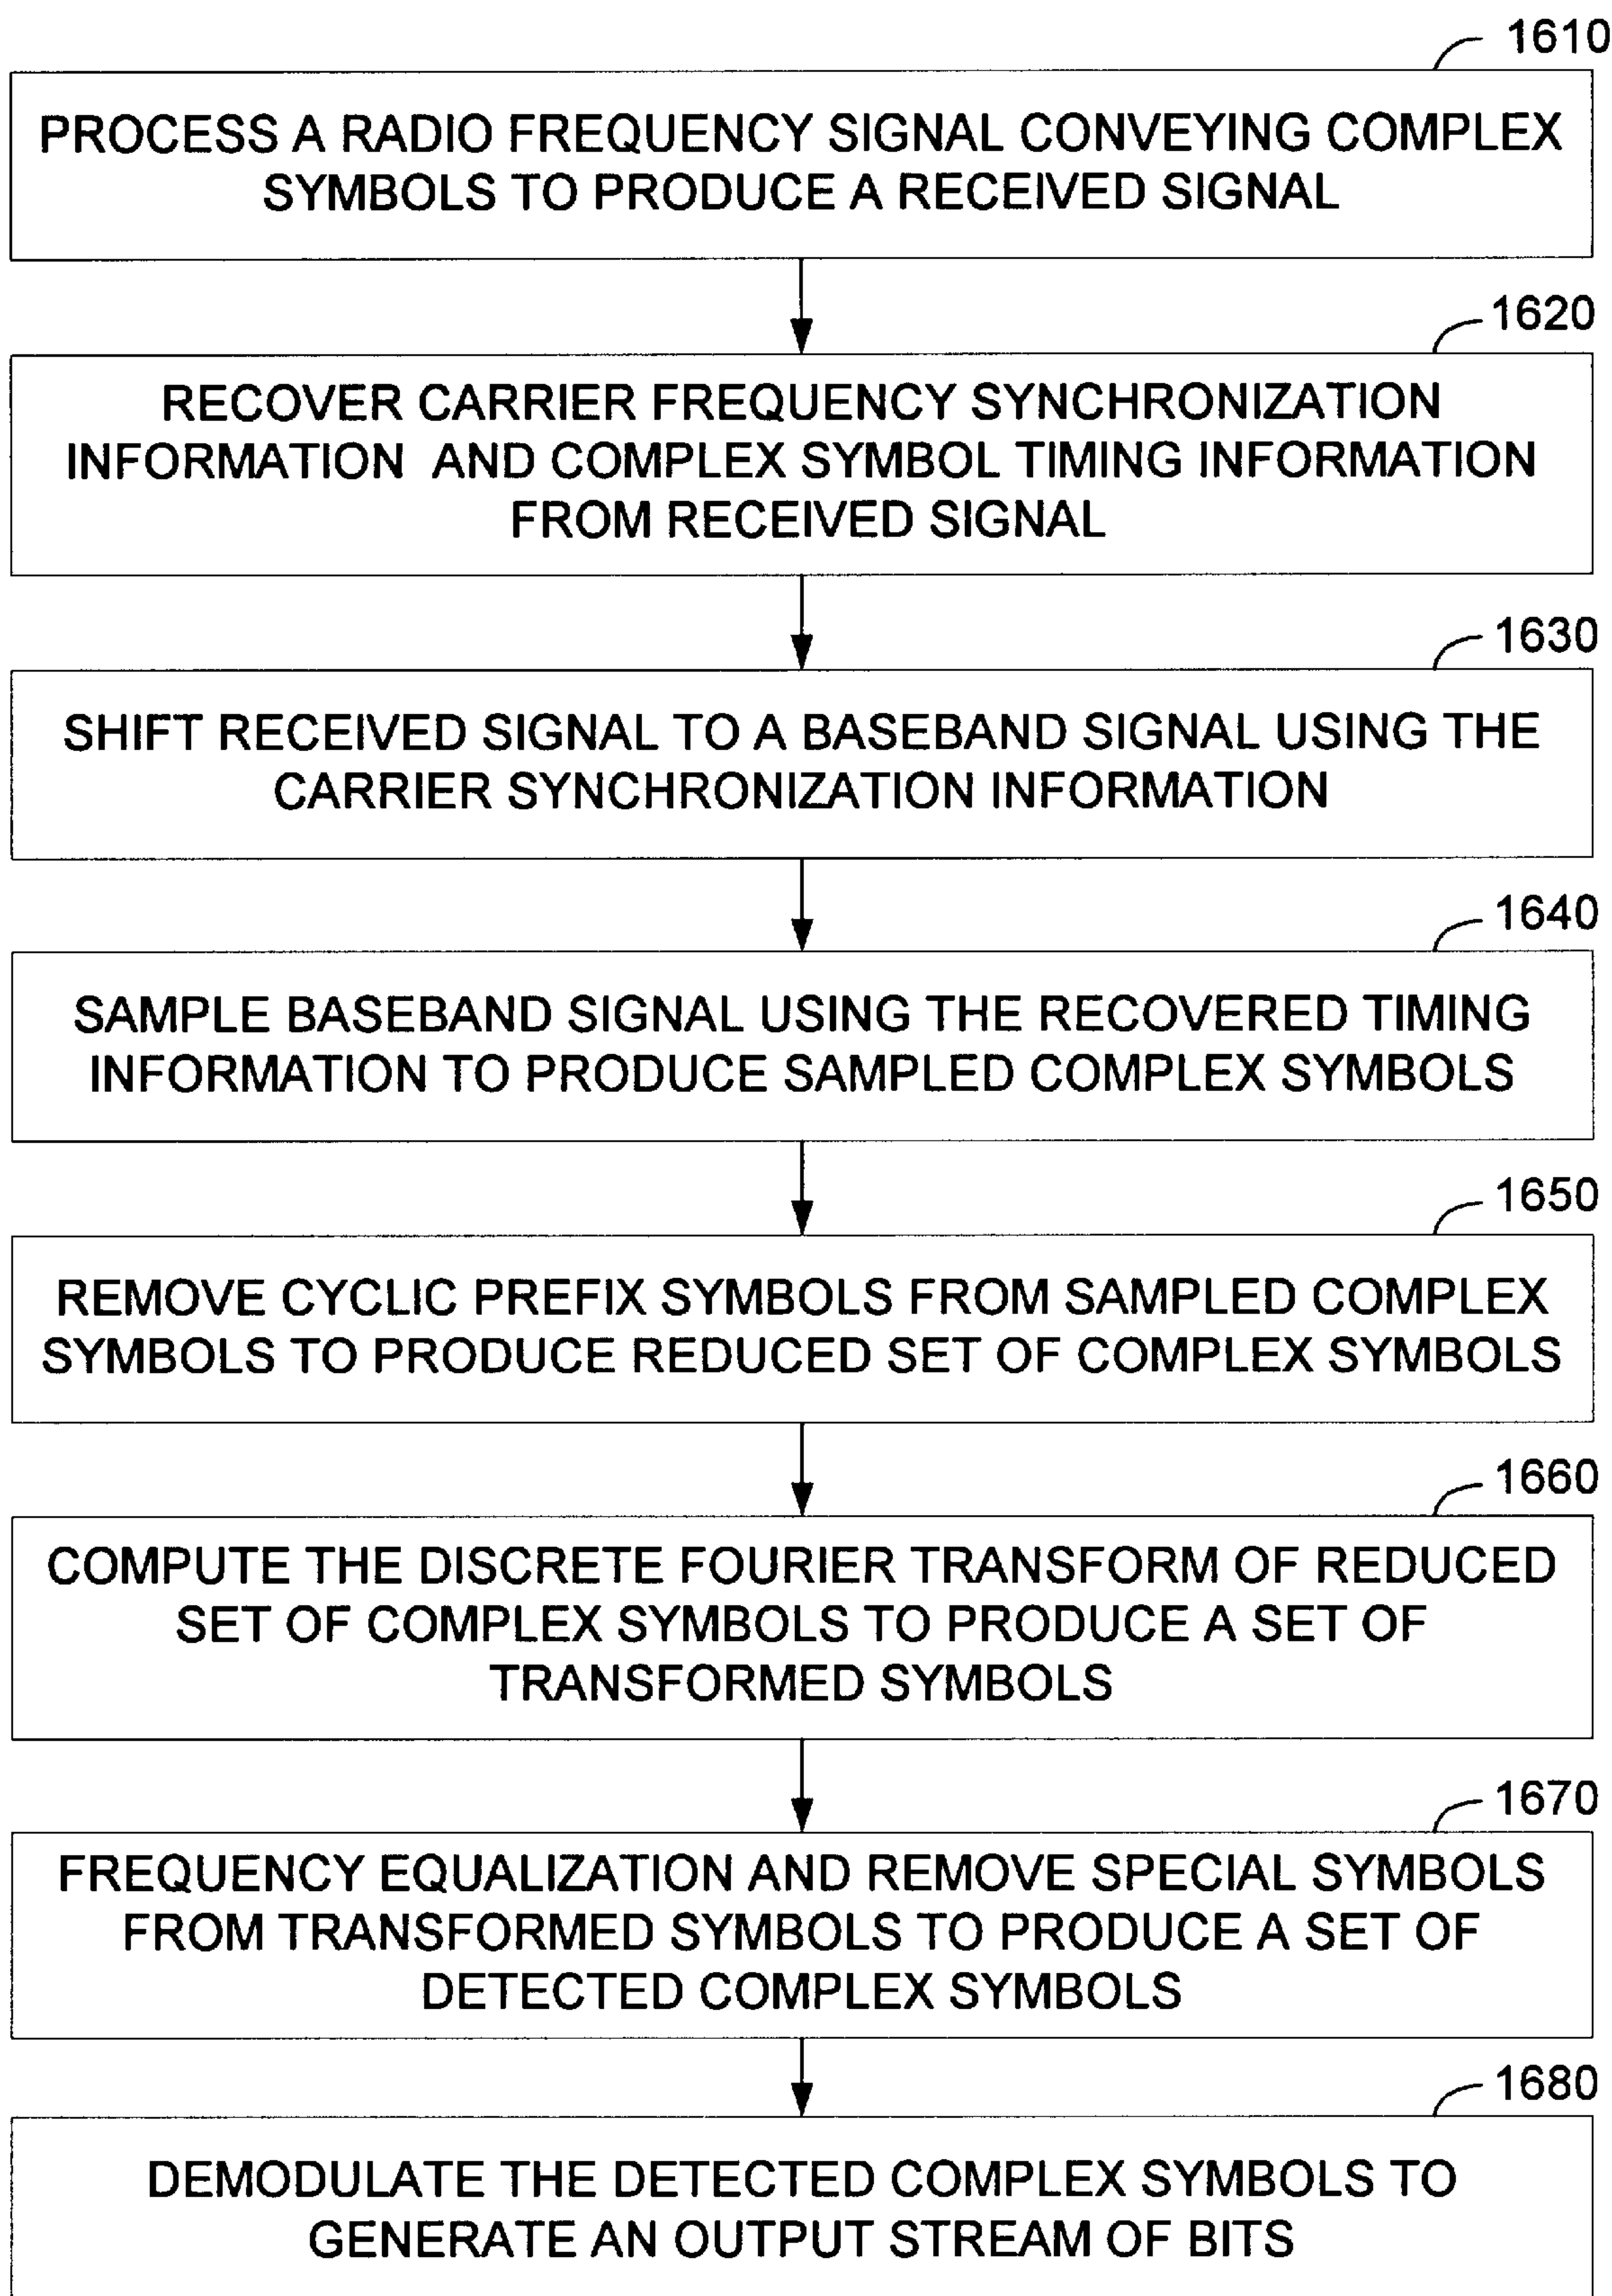 1610
PROCESS A RADIO FREQUENCY SIGNAL CONVEYING COMPLEX
SYMBOLS TO PRODUCE A RECEIVED SIGNAL
1620
RECOVER CARRIER FREQUENCY SYNCHRONIZATION
INFORMATION AND COMPLEX SYMBOL TIMING INFORMATION
FROM RECEIVED SIGNAL
1630
SHIFT RECEIVED SIGNAL TO A BASEBAND SIGNAL USING THE
CARRIER SYNCHRONIZATION INFORMATION
1640
SAMPLE BASEBAND SIGNAL USING THE RECOVERED TIMING
INFORMATION TO PRODUCE SAMPLED COMPLEX SYMBOLS
1650
REMOVE CYCLIC PREFIX SYMBOLS FROM SAMPLED COMPLEX
SYMBOLS TO PRODUCE REDUCED SET OF COMPLEX SYMBOLS
1660
COMPUTE THE DISCRETE FOURIER TRANSFORM OF REDUCED
SET OF COMPLEX SYMBOLS TO PRODUCE A SET OF
TRANSFORMED SYMBOLS
1670
FREQUENCY EQUALIZATION AND REMOVE SPECIAL SYMBOLS
FROM TRANSFORMED SYMBOLS TO PRODUCE A SET OF
DETECTED COMPLEX SYMBOLS
1680
DEMODULATE THE DETECTED COMPLEX SYMBOLS TO
GENERATE AN OUTPUT STREAM OF BITS